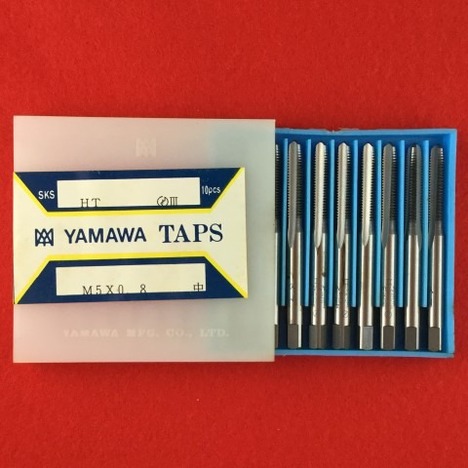 SKS HT Ⅲ 10pcs
YAMAWA TAPS
M5X0.8 中
YAMAWA MFG. CO., LTD.